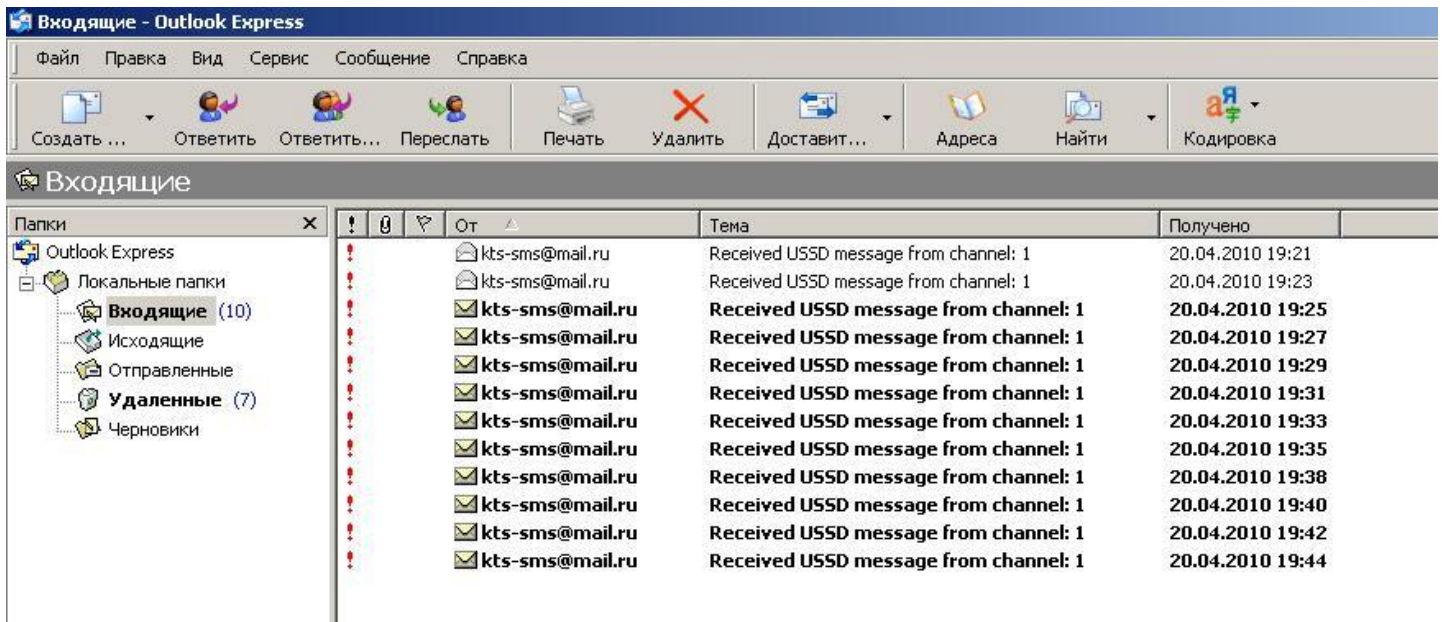 Входящие - Outlook Express
Файл Правка Вид Сервис Сообщение Справка
Создать ... Ответить Ответить... Переслать Печать Удалить Доставит... Адреса Найти Кодировка
Входящие
Папки
Outlook Express
Локальные папки
Входящие (10)
Исходящие
Отправленные
Удаленные (7)
Черновики
От Тема Получено
kts-sms@mail.ru Received USSD message from channel: 1 20.04.2010 19:21
kts-sms@mail.ru Received USSD message from channel: 1 20.04.2010 19:23
kts-sms@mail.ru Received USSD message from channel: 1 20.04.2010 19:25
kts-sms@mail.ru Received USSD message from channel: 1 20.04.2010 19:27
kts-sms@mail.ru Received USSD message from channel: 1 20.04.2010 19:29
kts-sms@mail.ru Received USSD message from channel: 1 20.04.2010 19:31
kts-sms@mail.ru Received USSD message from channel: 1 20.04.2010 19:33
kts-sms@mail.ru Received USSD message from channel: 1 20.04.2010 19:35
kts-sms@mail.ru Received USSD message from channel: 1 20.04.2010 19:38
kts-sms@mail.ru Received USSD message from channel: 1 20.04.2010 19:40
kts-sms@mail.ru Received USSD message from channel: 1 20.04.2010 19:42
kts-sms@mail.ru Received USSD message from channel: 1 20.04.2010 19:44